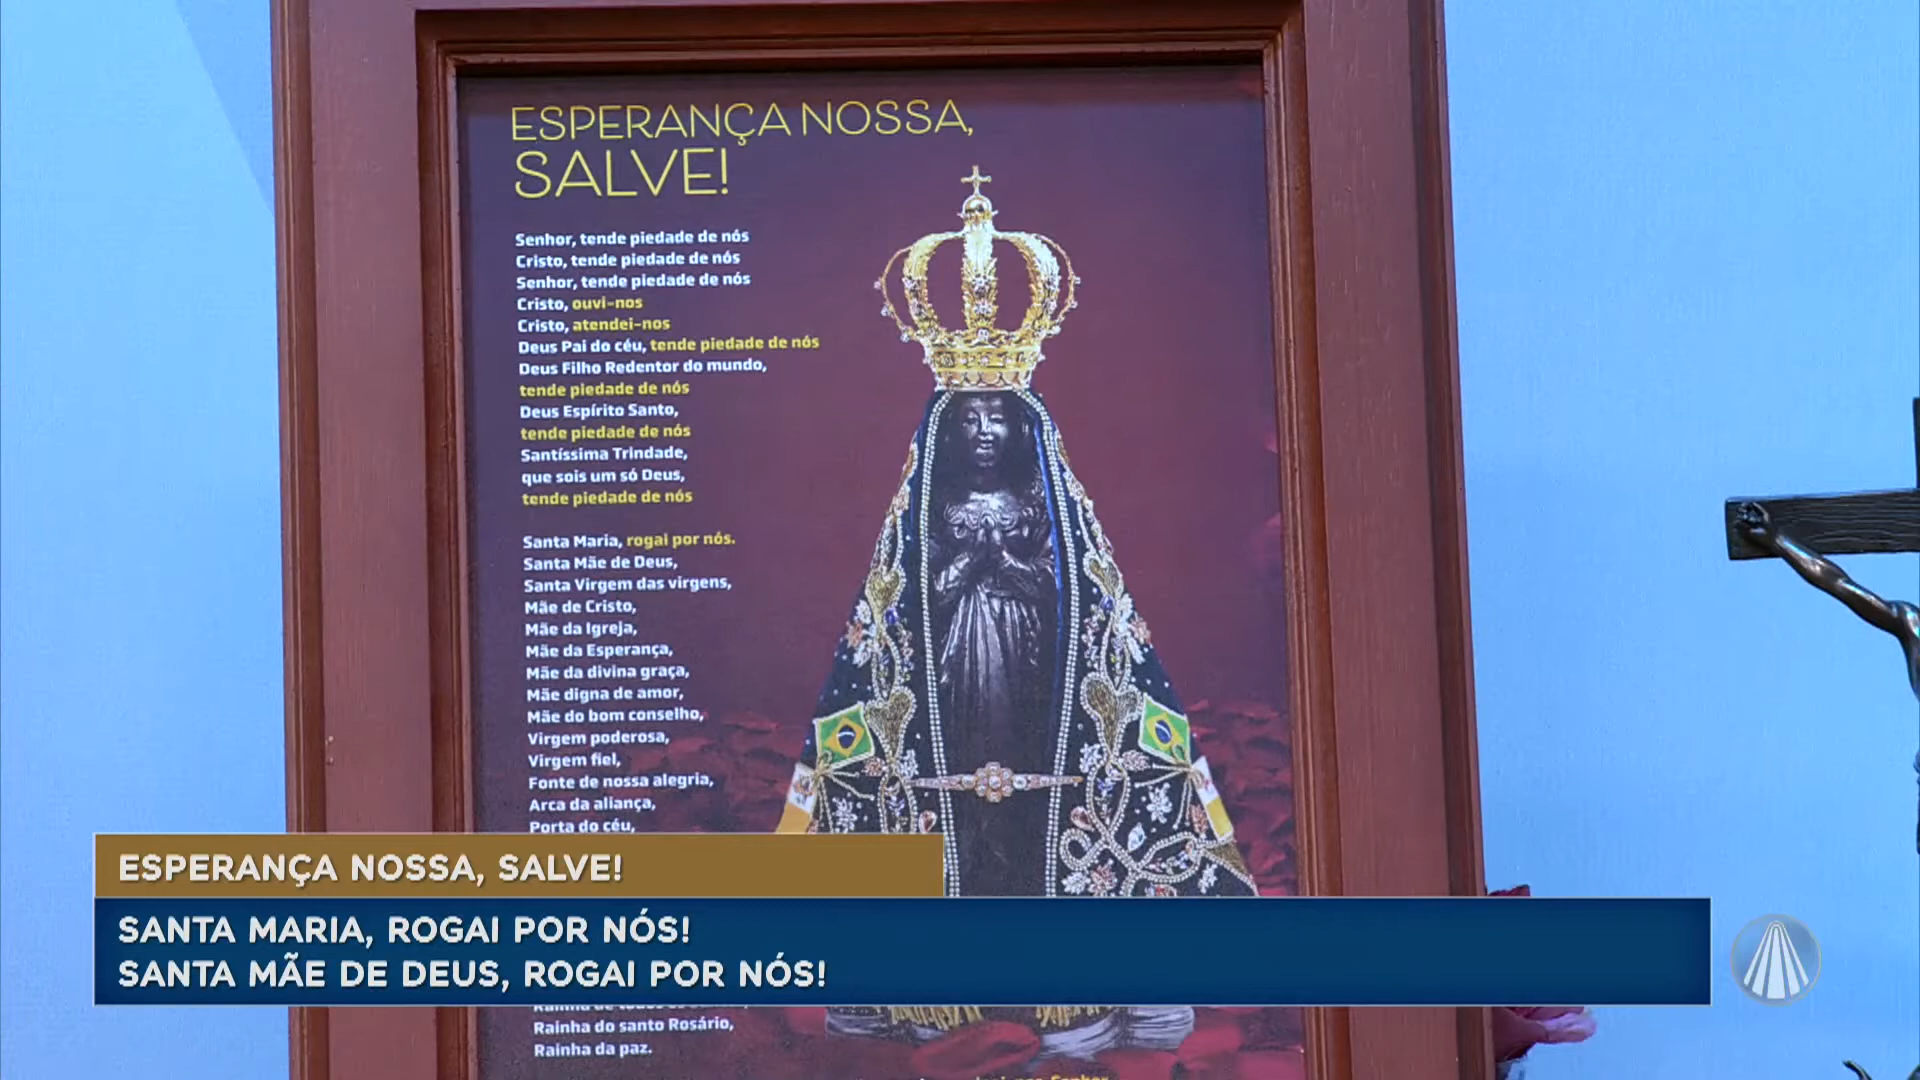 ESPERANÇA NOSSA,
SALVE!
Senhor, tende piedade de nós
Cristo, tende piedade de nós
Senhor, tende piedade de nós
Cristo, ouvi-nos
Cristo, atendei-nos
Deus Pai do céu, tende piedade de nós
Deus Filho Redentor do mundo,
tende piedade de nós
Deus Espírito Santo,
tende piedade de nós
Santíssima Trindade,
que sois um só Deus,
tende piedade de nós
Santa Maria, rogai por nós.
Santa Mãe de Deus,
Santa Virgem das virgens,
Mãe de Cristo,
Mãe da Igreja,
Mãe da Esperança,
Mãe da divina graça,
Mãe digna de amor,
Mãe do bom conselho,
Virgem poderosa,
Virgem fiel,
Fonte de nossa alegria,
Arca da aliança,
Porta do céu,
ESPERANÇA NOSSA, SALVE!
SANTA MARIA, ROGAI POR NÓS!
SANTA MÃE DE DEUS, ROGAI POR NÓS!
Rainha do santo Rosário,
Rainha da paz.